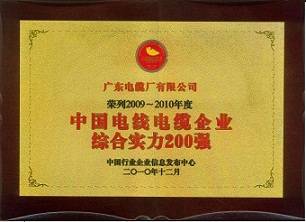 广东电缆厂有限公司
荣列2009～2010年度
中国电线电缆企业
综合实力200强
中国行业企业信息发布中心
二〇一〇年十二月